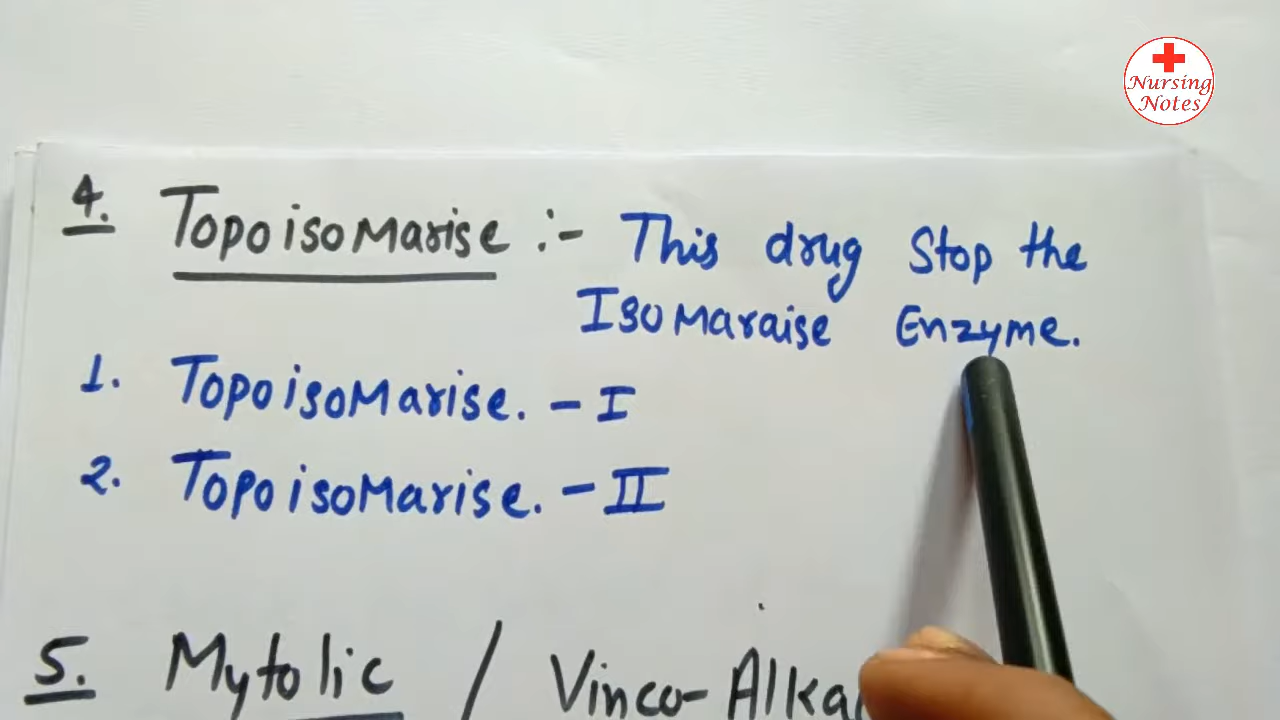 Nursing
Notes
4. TopoisoMarise :- This drug Stop the
IsoMaraise Enzyme.
1. TopoisoMarise. - I
2. TopoisoMarise. - II
5. Mytolic / Vinco-Alka